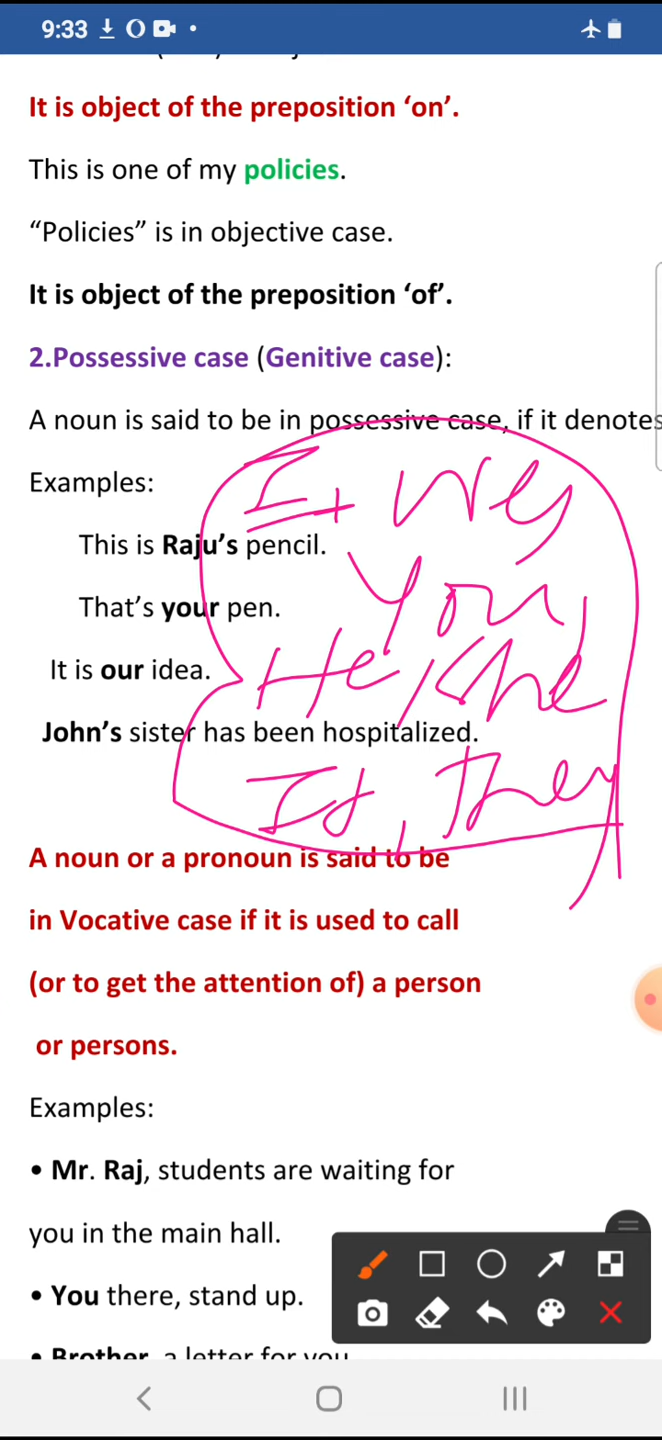 9:33
It is object of the preposition ‘on’.
This is one of my policies.
“Policies” is in objective case.
It is object of the preposition ‘of’.
2.Possessive case (Genitive case):
A noun is said to be in possessive case, if it denotes
Examples:
I, We,
This is Raju’s pencil.
You,
That’s your pen.
It is our idea.
He, She
John’s sister has been hospitalized.
It, They
A noun or a pronoun is said to be
in Vocative case if it is used to call
(or to get the attention of) a person
or persons.
Examples:
• Mr. Raj, students are waiting for
you in the main hall.
• You there, stand up.
• Brother, a letter for you